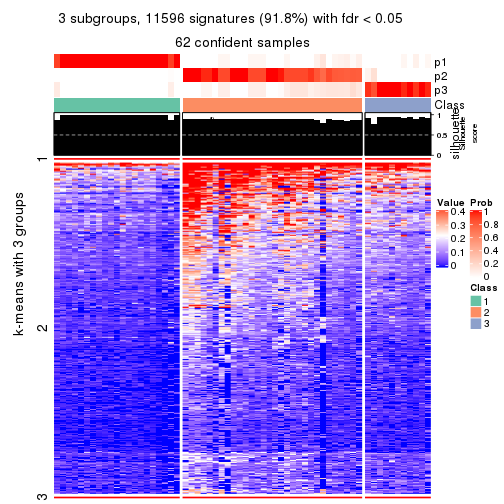 3 subgroups, 11596 signatures (91.8%) with fdr < 0.05
62 confident samples
p1
p2
p3
Class
1
0.5
0
silhouette
Silhouette
score
k-means with 3 groups
1
2
3
Value
0.4
0.3
0.2
0.1
0
Prob
1
0.8
0.6
0.4
0.2
0
Class
1
2
3